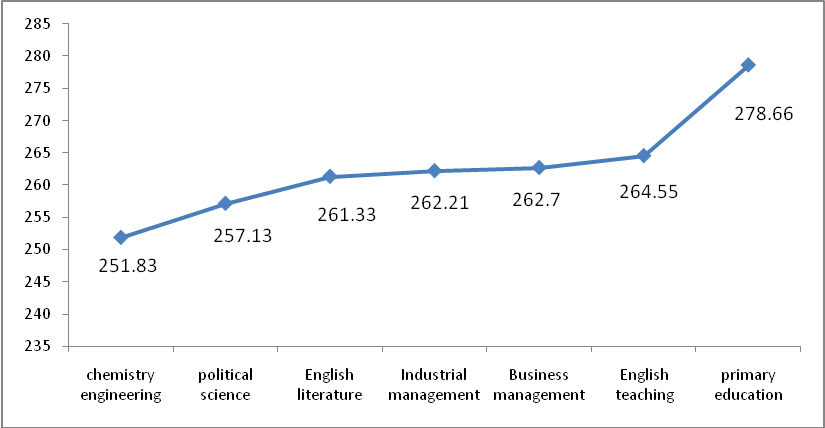 285
280
275
270
265
260
255
250
245
240
235
251.83
257.13
261.33
262.21
262.7
264.55
278.66
chemistry
engineering
political
science
English
literature
Industrial
management
Business
management
English
teaching
primary
education